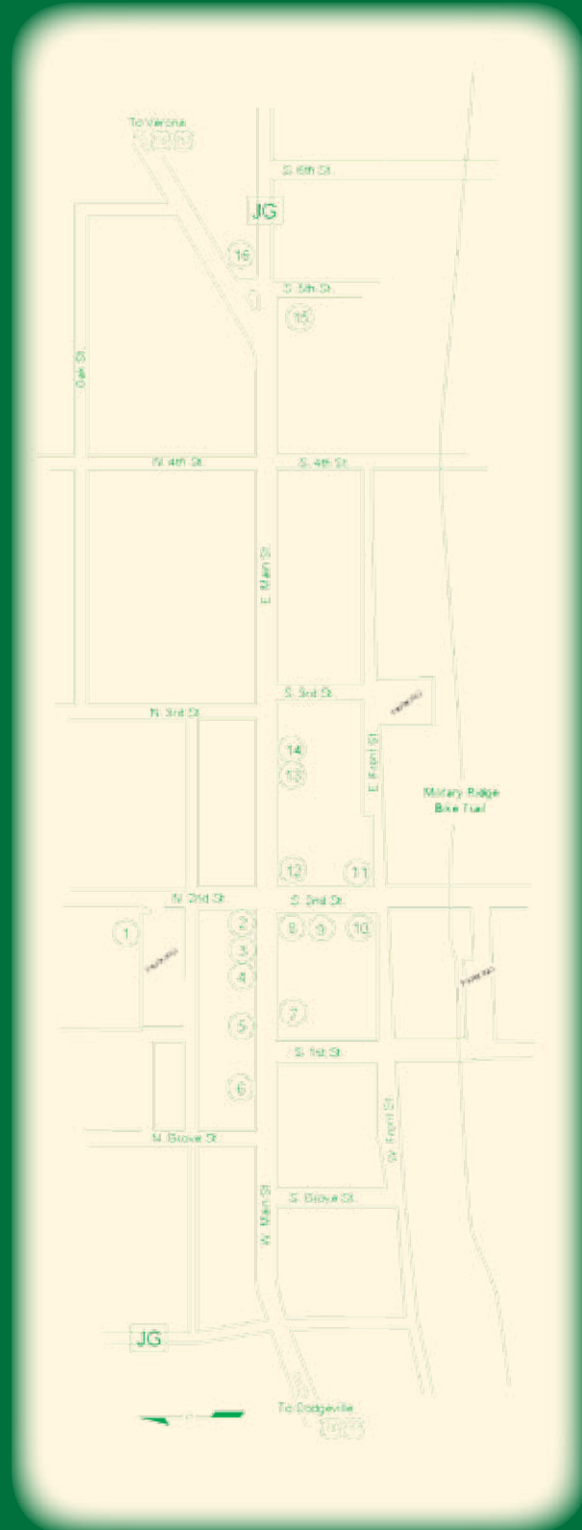 To Verona
S. 6th St.
JG
16
S. 5th St.
15
Oak St.
N. 4th St.
S. 4th St.
E. Main St.
S. 3rd St.
PARKING
N. 3rd St.
14
13
E. Front St.
Military Ridge
Bike Trail
12
11
N. 2nd St.
S. 2nd St.
1
2
8
9
10
3
PARKING
4
PARKING
7
5
S. 1st St.
6
W. Front St.
N. Grove St.
S. Grove St.
W. Main St.
JG
To Dodgeville